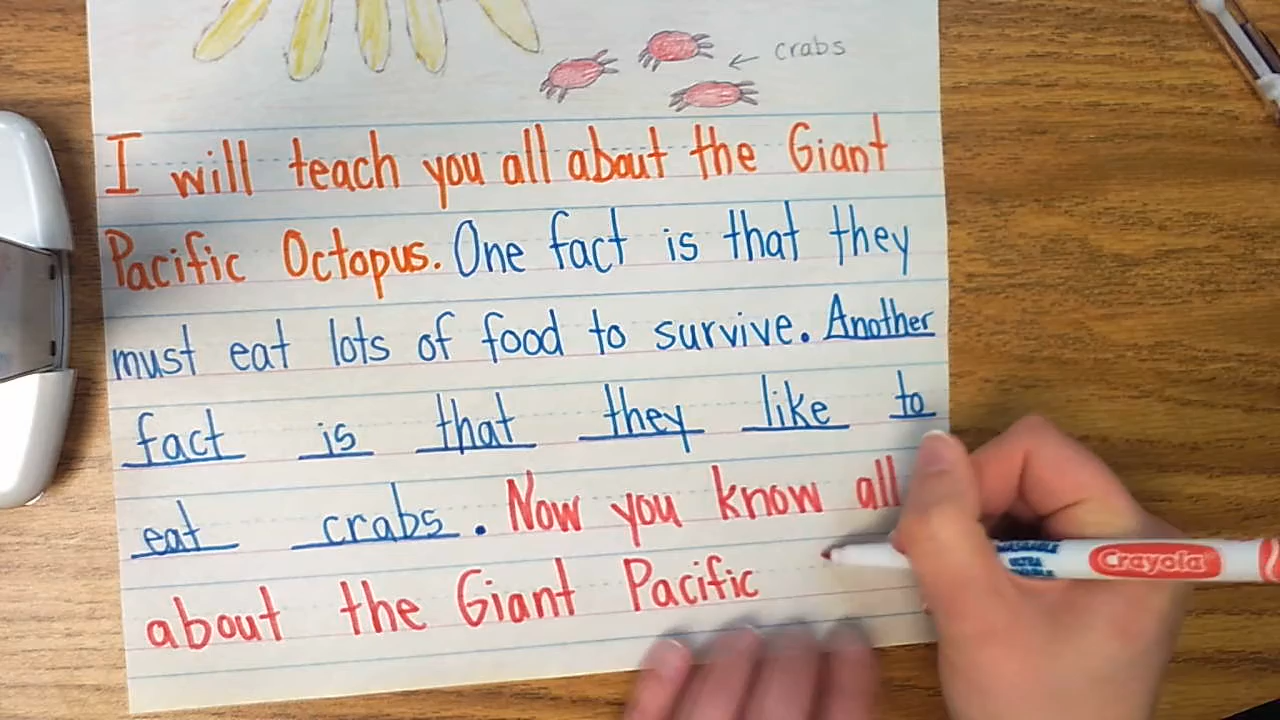 crabs
I will teach you all about the Giant
Pacific Octopus. One fact is that they
must eat lots of food to survive. Another
fact is that they like to
eat crabs. Now you know all
about the Giant Pacific
Crayola